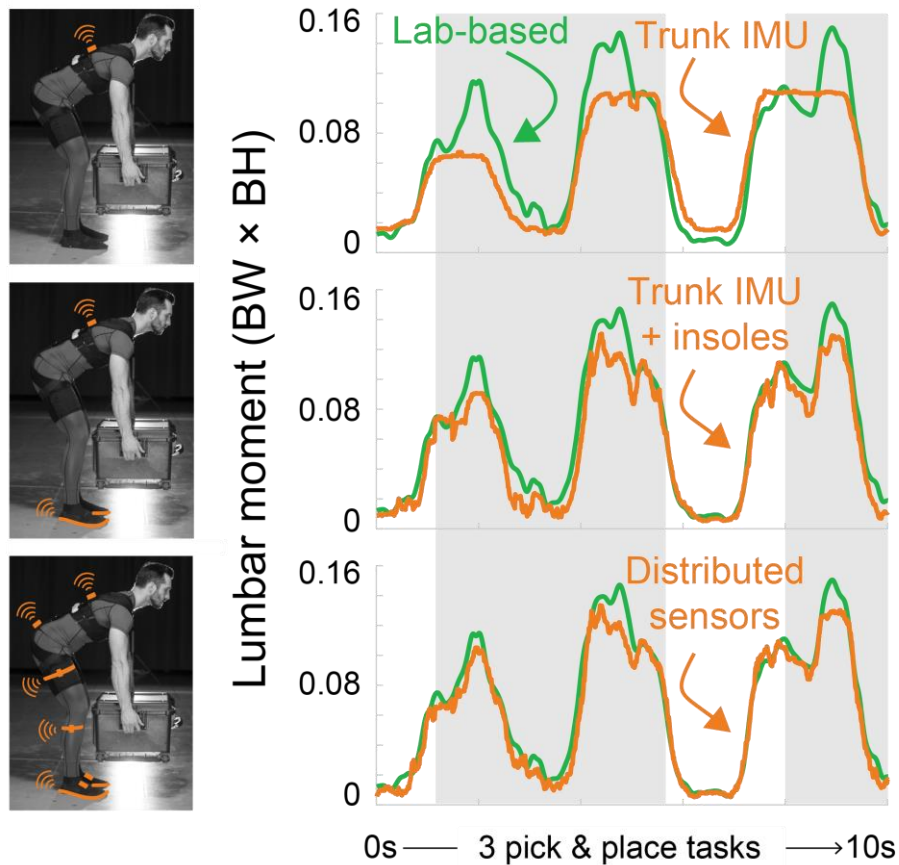 Lumbar moment (BW × BH)
0.16
0.08
0
Lab-based
Trunk IMU
0.16
0.08
0
Trunk IMU
+ insoles
0.16
0.08
0
Distributed
sensors
0s 3 pick & place tasks 10s